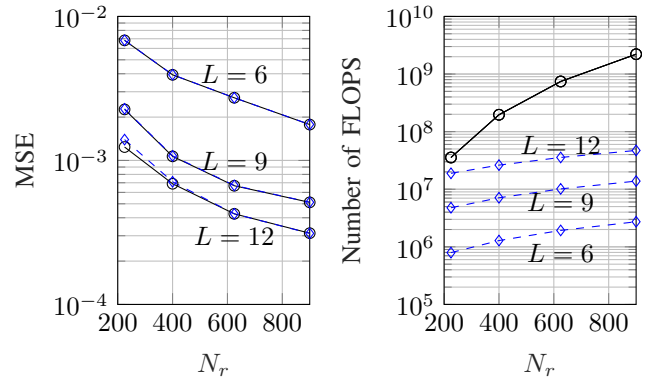 10^−2
10^−3
10^−4
MSE
L = 6
L = 9
L = 12
200 400 600 800
N_r
10^10
10^9
10^8
10^7
10^6
10^5
Number of FLOPS
L = 12
L = 9
L = 6
200 400 600 800
N_r